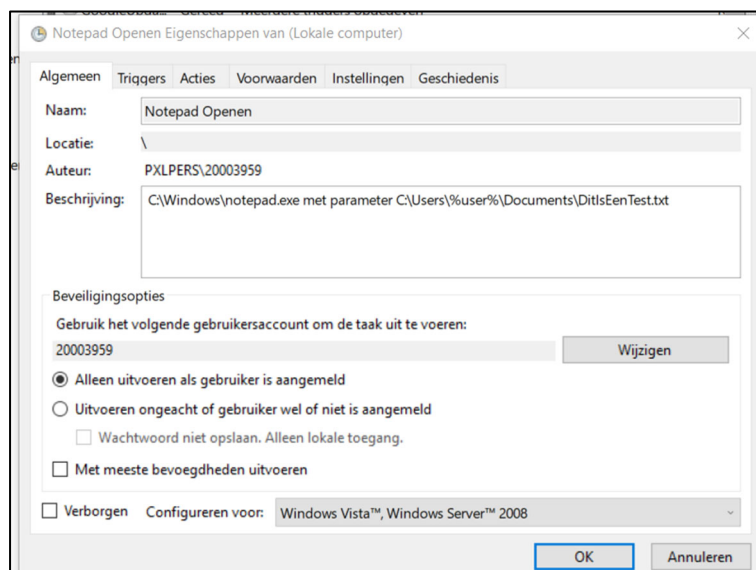 Notepad Openen Eigenschappen van (Lokale computer)
Algemeen Triggers Acties Voorwaarden Instellingen Geschiedenis
Naam: Notepad Openen
Locatie: \
Auteur: PXLPERS\20003959
Beschrijving: C:\Windows\notepad.exe met parameter C:\Users\%user%\Documents\DitIsEenTest.txt
Beveiligingsopties
Gebruik het volgende gebruikersaccount om de taak uit te voeren:
20003959 Wijzigen
Alleen uitvoeren als gebruiker is aangemeld
Uitvoeren ongeacht of gebruiker wel of niet is aangemeld
Wachtwoord niet opslaan. Alleen lokale toegang.
Met meeste bevoegdheden uitvoeren
Verborgen Configureren voor: Windows Vista™, Windows Server™ 2008
OK Annuleren